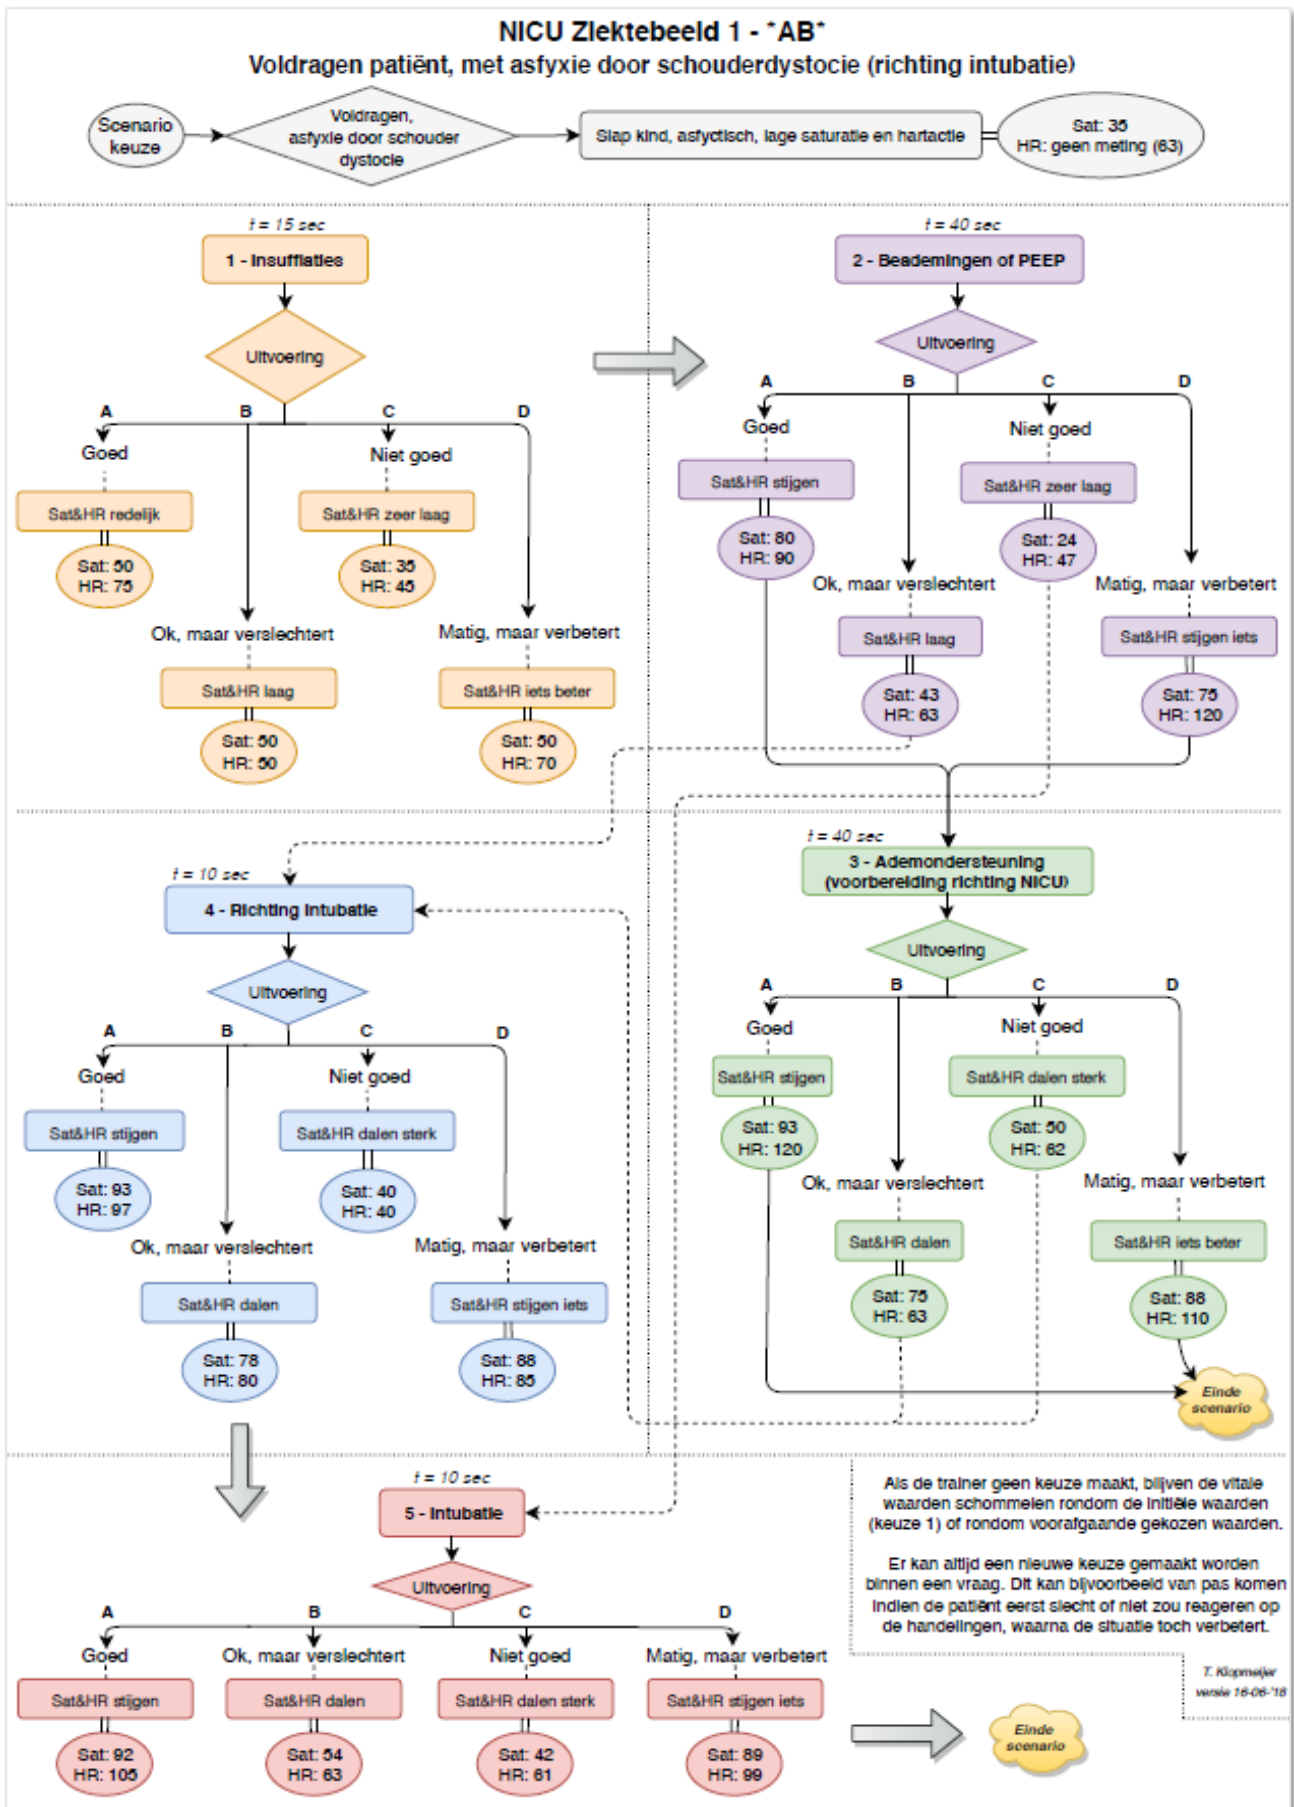 NICU Ziektebeeld 1 - *AB*
Voldragen patiënt, met asfyxie door schouderdystocie (richting intubatie)
Scenario
keuze
Voldragen,
asfyxie door schouder
dystocie
Slap kind, asfyctisch, lage saturatie en hartactie
Sat: 35
HR: geen meting (63)
t = 15 sec
1 - Insufflaties
Uitvoering
A
B
C
D
Goed
Niet goed
Sat&HR redelijk
Sat&HR zeer laag
Sat: 50
HR: 75
Sat: 35
HR: 45
Ok, maar verslechtert
Matig, maar verbetert
Sat&HR laag
Sat&HR iets beter
Sat: 50
HR: 50
Sat: 50
HR: 70
t = 40 sec
2 - Beademingen of PEEP
Uitvoering
A
B
C
D
Goed
Niet goed
Sat&HR stijgen
Sat&HR zeer laag
Sat: 80
HR: 90
Sat: 24
HR: 47
Ok, maar verslechtert
Matig, maar verbetert
Sat&HR laag
Sat&HR stijgen iets
Sat: 43
HR: 63
Sat: 75
HR: 120
t = 40 sec
3 - Ademondersteuning
(voorbereiding richting NICU)
Uitvoering
A
B
C
D
Goed
Niet goed
Sat&HR stijgen
Sat&HR dalen sterk
Sat: 93
HR: 120
Sat: 50
HR: 62
Ok, maar verslechtert
Matig, maar verbetert
Sat&HR dalen
Sat&HR iets beter
Sat: 75
HR: 63
Sat: 88
HR: 110
Einde
scenario
t = 10 sec
4 - Richting intubatie
Uitvoering
A
B
C
D
Goed
Niet goed
Sat&HR stijgen
Sat&HR dalen sterk
Sat: 93
HR: 97
Sat: 40
HR: 40
Ok, maar verslechtert
Matig, maar verbetert
Sat&HR dalen
Sat&HR stijgen iets
Sat: 78
HR: 80
Sat: 88
HR: 85
t = 10 sec
5 - Intubatie
Uitvoering
A
B
C
D
Goed
Ok, maar verslechtert
Niet goed
Matig, maar verbetert
Sat&HR stijgen
Sat&HR dalen
Sat&HR dalen sterk
Sat&HR stijgen iets
Sat: 92
HR: 105
Sat: 54
HR: 63
Sat: 42
HR: 61
Sat: 89
HR: 99
Einde
scenario
Als de trainer geen keuze maakt, blijven de vitale
waarden schommelen rondom de initiële waarden
(keuze 1) of rondom voorafgaande gekozen waarden.
Er kan altijd een nieuwe keuze gemaakt worden
binnen een vraag. Dit kan bijvoorbeeld van pas komen
indien de patiënt eerst slecht of niet zou reageren op
de handelingen, waarna de situatie toch verbetert.
T. Klopmeijer
versie 16-06-'18